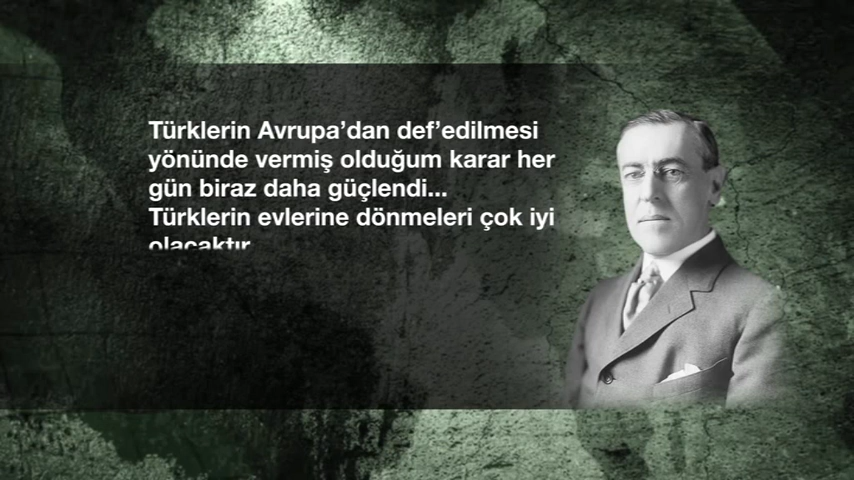 Türklerin Avrupa’dan def’edilmesi
yönünde vermiş olduğum karar her
gün biraz daha güçlendi...
Türklerin evlerine dönmeleri çok iyi
olacaktır